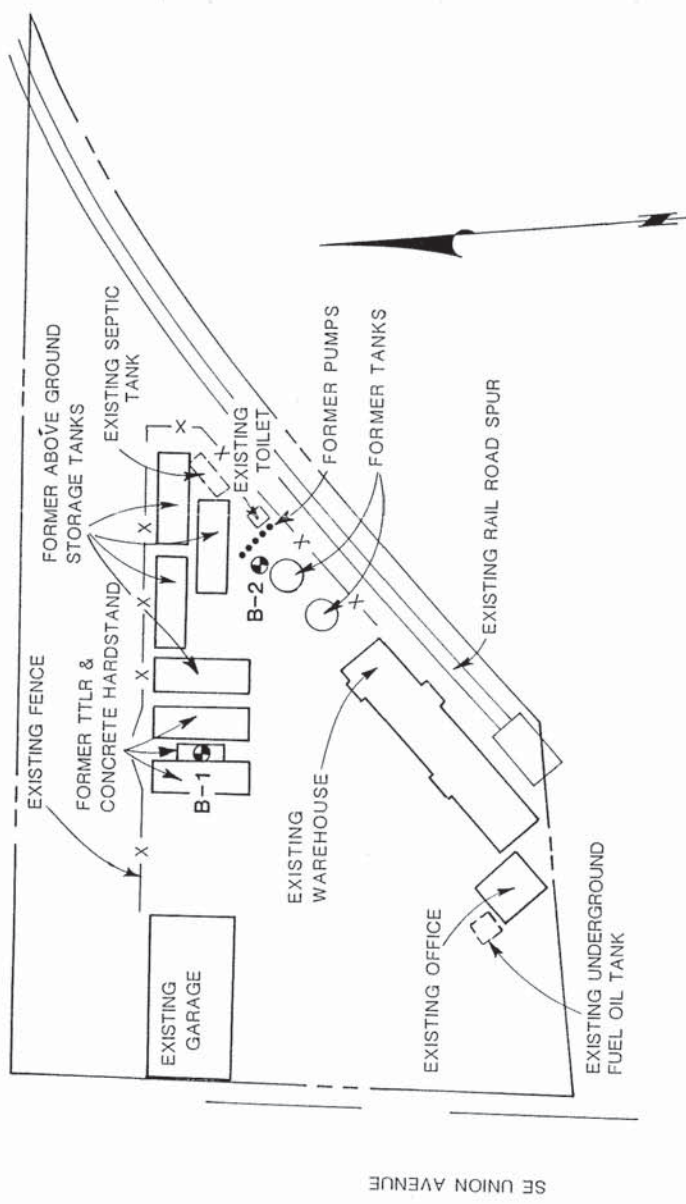 EXISTING FENCE
FORMER TTLR &
CONCRETE HARDSTAND
FORMER ABOVE GROUND
STORAGE TANKS
EXISTING SEPTIC
TANK
EXISTING
TOILET
FORMER PUMPS
FORMER TANKS
B-1
B-2
EXISTING
GARAGE
EXISTING
WAREHOUSE
EXISTING RAIL ROAD SPUR
EXISTING OFFICE
EXISTING UNDERGROUND
FUEL OIL TANK
SE UNION AVENUE